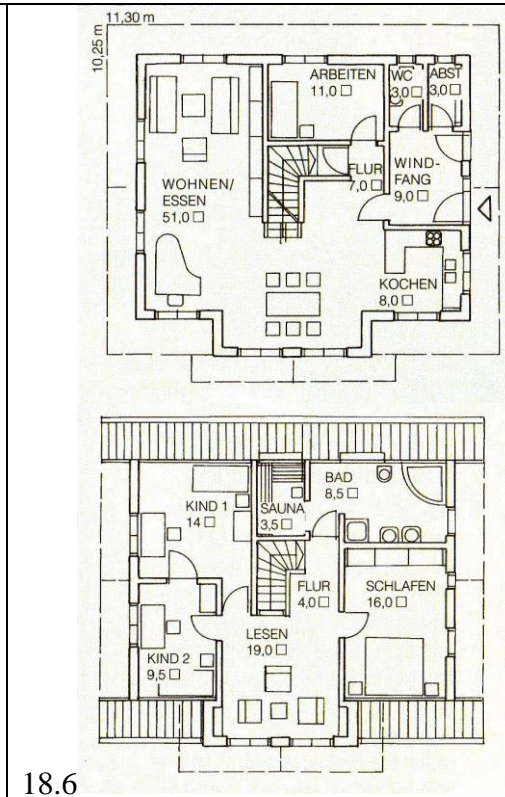 11,30 m
10,25 m
ARBEITEN
11,0 □
WC
3,0 □
ABST
3,0 □
WOHNEN/
ESSEN
51,0 □
FLUR
7,0 □
WIND-
FANG
9,0 □
KOCHEN
8,0 □
KIND 1
14 □
SAUNA
3,5 □
BAD
8,5 □
FLUR
4,0 □
SCHLAFEN
16,0 □
LESEN
19,0 □
KIND 2
9,5 □
18.6